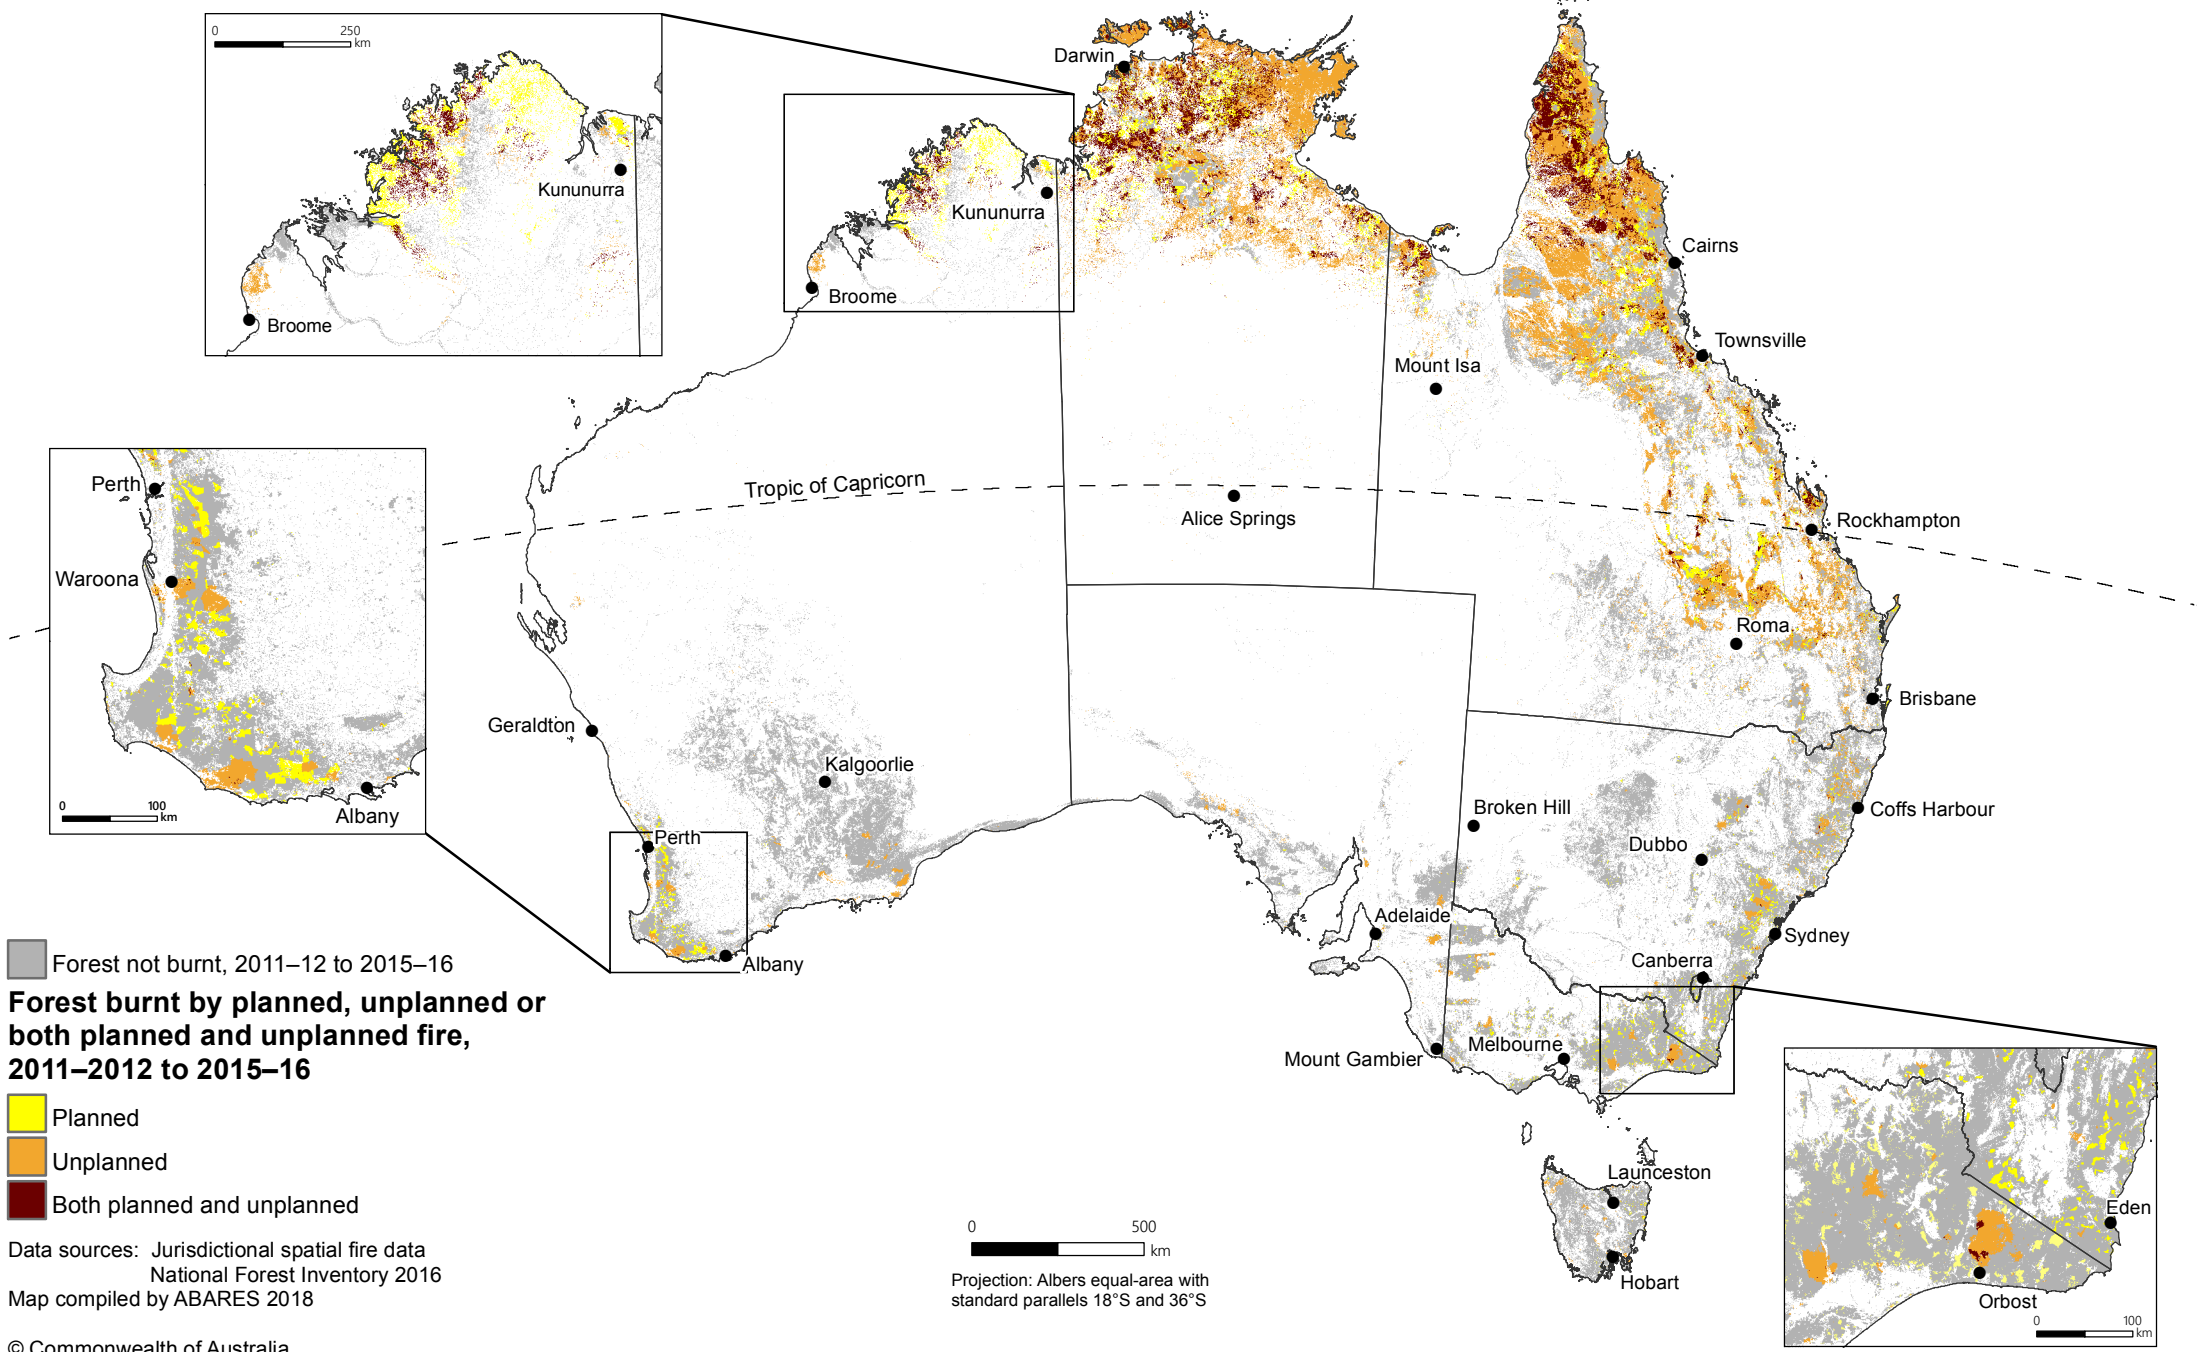 0 250
km
Kununurra
Broome
Darwin
Kununurra
Broome
Cairns
Townsville
Mount Isa
Tropic of Capricorn
Alice Springs
Rockhampton
Perth
Waroona
Albany
0 100
km
Roma
Brisbane
Geraldton
Kalgoorlie
Broken Hill
Coffs Harbour
Dubbo
Perth
Albany
Adelaide
Sydney
Canberra
Mount Gambier
Melbourne
Launceston
Hobart
Eden
Orbost
0 100
km
Forest not burnt, 2011–12 to 2015–16
Forest burnt by planned, unplanned or
both planned and unplanned fire,
2011–2012 to 2015–16
Planned
Unplanned
Both planned and unplanned
Data sources: Jurisdictional spatial fire data
National Forest Inventory 2016
Map compiled by ABARES 2018
© Commonwealth of Australia
0 500
km
Projection: Albers equal-area with
standard parallels 18°S and 36°S